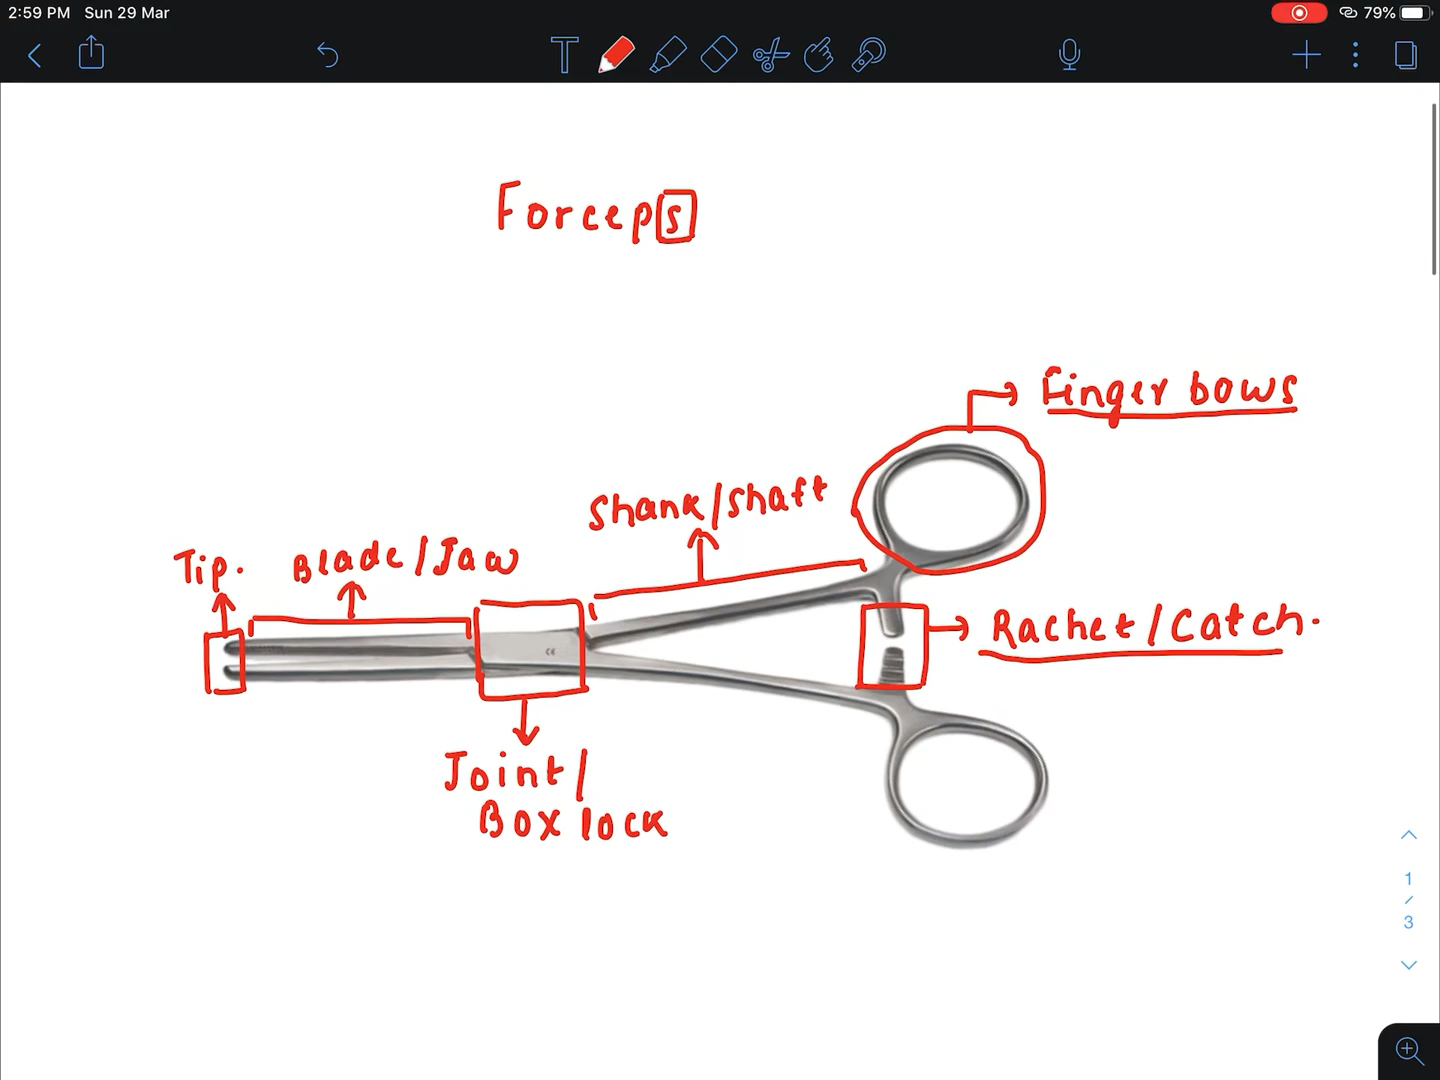 2:59 PM Sun 29 Mar
79%
T
Forceps
Finger bows
Shank/Shaft
Tip.
Blade/Jaw
CE
Rachet/Catch.
Joint/
Box lock
1
/
3